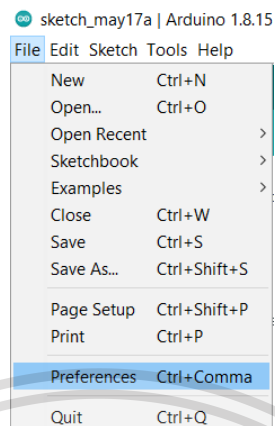 sketch_may17a | Arduino 1.8.15
File Edit Sketch Tools Help
New Ctrl+N
Open... Ctrl+O
Open Recent >
Sketchbook >
Examples >
Close Ctrl+W
Save Ctrl+S
Save As... Ctrl+Shift+S
Page Setup Ctrl+Shift+P
Print Ctrl+P
Preferences Ctrl+Comma
Quit Ctrl+Q